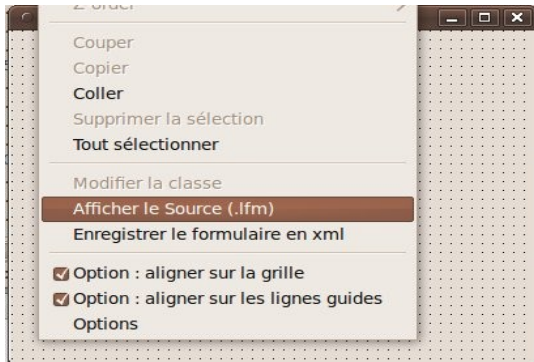 Z-order
Couper
Copier
Coller
Supprimer la sélection
Tout sélectionner
Modifier la classe
Afficher le Source (.lfm)
Enregistrer le formulaire en xml
Option : aligner sur la grille
Option : aligner sur les lignes guides
Options